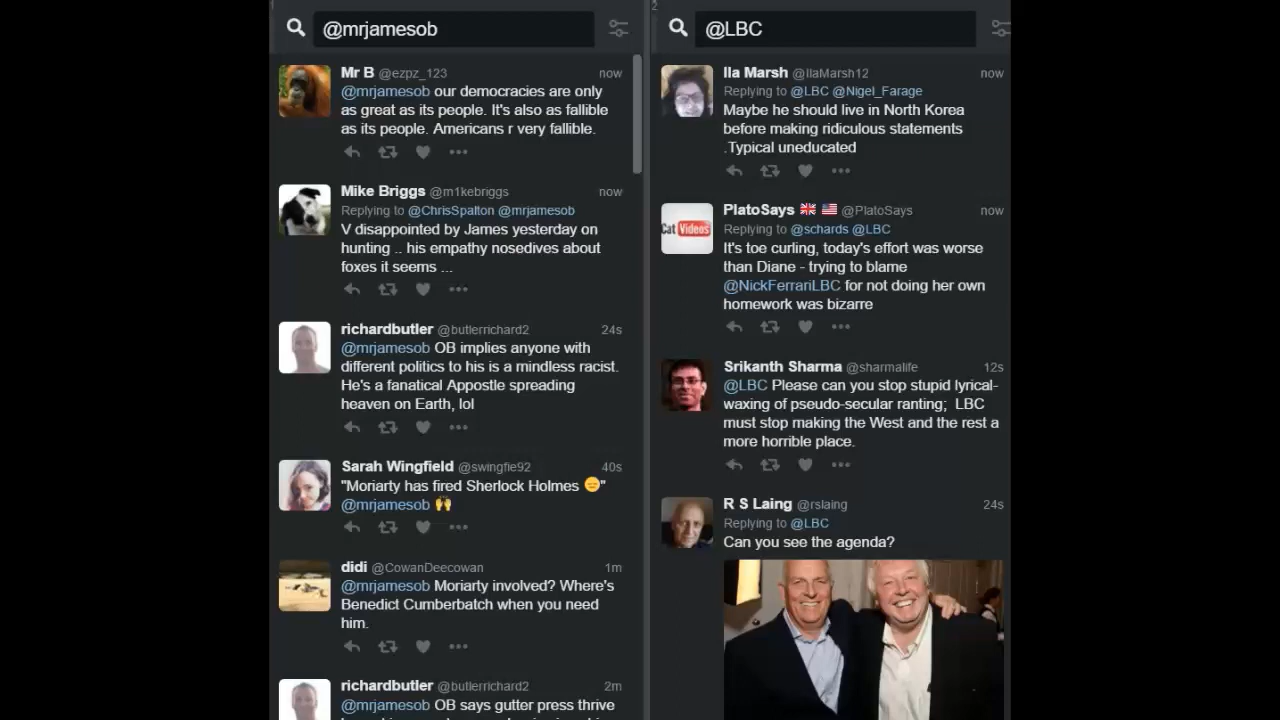 1
@mrjamesob
Mr B @ezpz_123 now
@mrjamesob our democracies are only
as great as its people. It's also as fallible
as its people. Americans r very fallible.
Mike Briggs @m1kebriggs now
Replying to @ChrisSpalton @mrjamesob
V disappointed by James yesterday on
hunting .. his empathy nosedives about
foxes it seems ...
richardbutler @butlerrichard2 24s
@mrjamesob OB implies anyone with
different politics to his is a mindless racist.
He's a fanatical Appostle spreading
heaven on Earth, lol
Sarah Wingfield @swingfie92 40s
"Moriarty has fired Sherlock Holmes 😑"
@mrjamesob 🙌
didi @CowanDeecowan 1m
@mrjamesob Moriarty involved? Where's
Benedict Cumberbatch when you need
him.
richardbutler @butlerrichard2 2m
@mrjamesob OB says gutter press thrive
2
@LBC
Ila Marsh @IlaMarsh12 now
Replying to @LBC @Nigel_Farage
Maybe he should live in North Korea
before making ridiculous statements
.Typical uneducated
Cat Videos
PlatoSays 🇬🇧 🇺🇸 @PlatoSays now
Replying to @schards @LBC
It's toe curling, today's effort was worse
than Diane - trying to blame
@NickFerrariLBC for not doing her own
homework was bizarre
Srikanth Sharma @sharmalife 12s
@LBC Please can you stop stupid lyrical-
waxing of pseudo-secular ranting; LBC
must stop making the West and the rest a
more horrible place.
R S Laing @rslaing 24s
Replying to @LBC
Can you see the agenda?